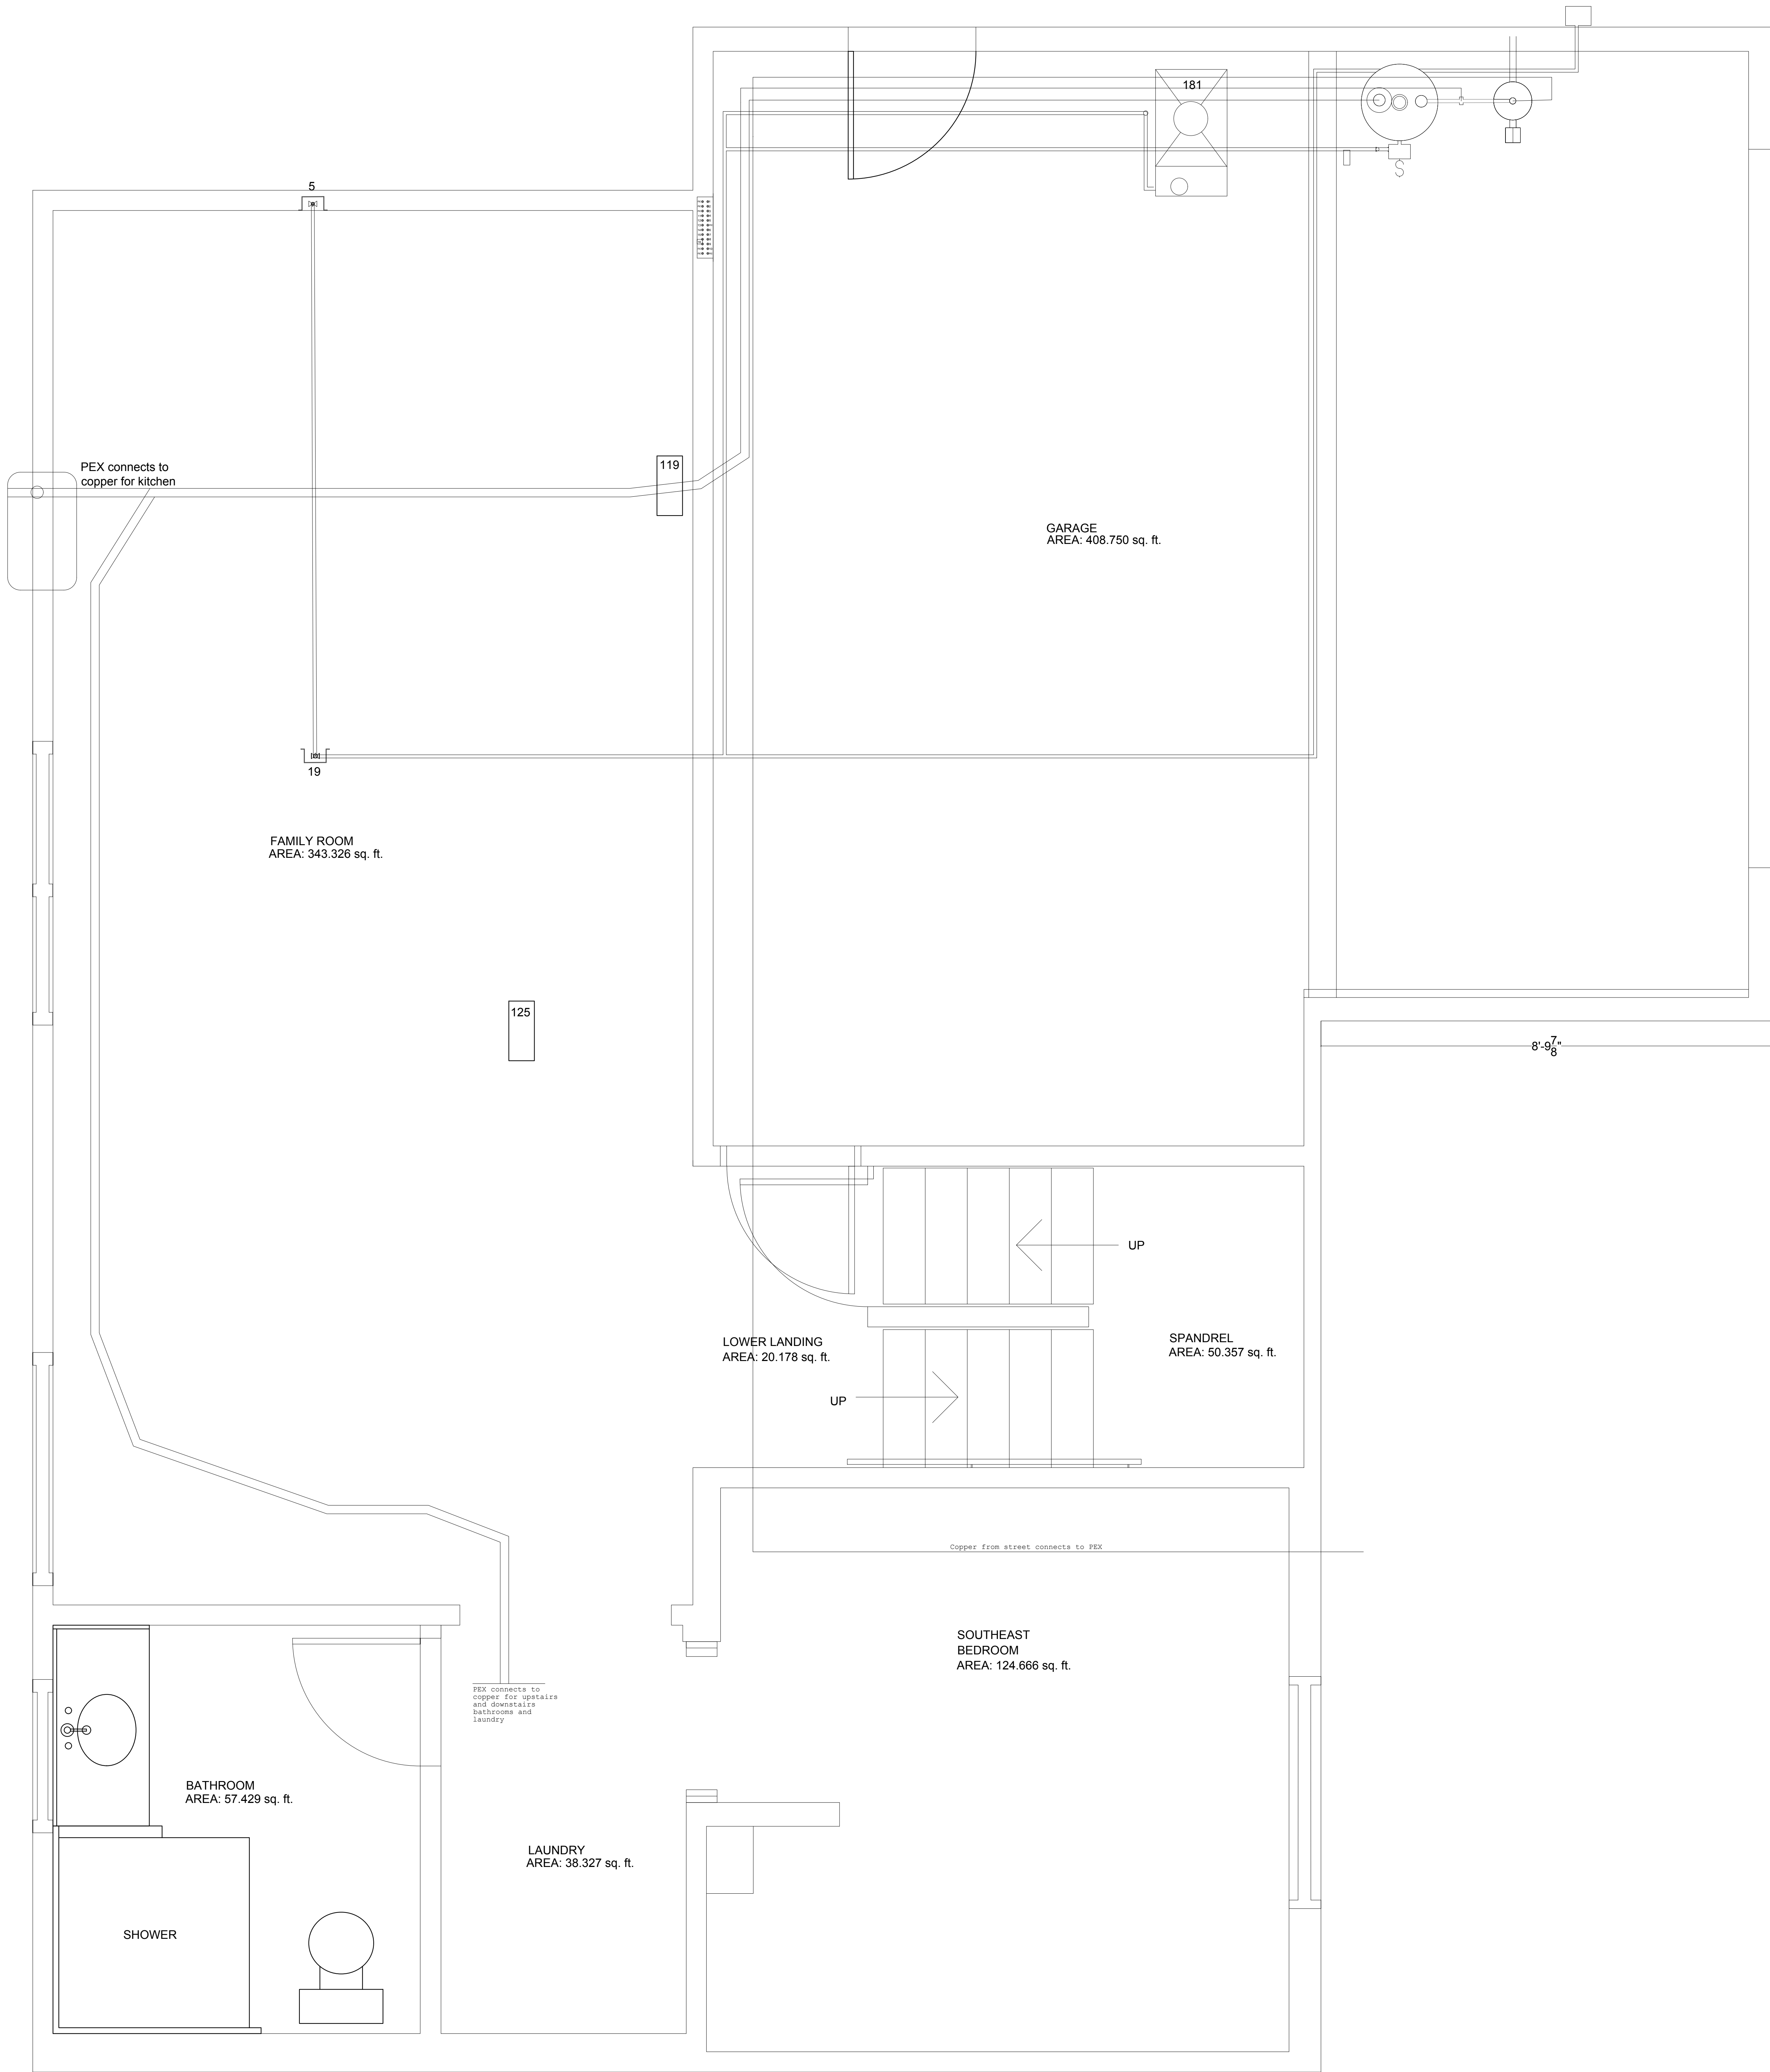 181
5
PEX connects to
copper for kitchen
119
GARAGE
AREA: 408.750 sq. ft.
19
FAMILY ROOM
AREA: 343.326 sq. ft.
125
8'-9 7/8"
UP
LOWER LANDING
AREA: 20.178 sq. ft.
SPANDREL
AREA: 50.357 sq. ft.
UP
Copper from street connects to PEX
SOUTHEAST
BEDROOM
AREA: 124.666 sq. ft.
PEX connects to
copper for upstairs
and downstairs
bathrooms and
laundry
BATHROOM
AREA: 57.429 sq. ft.
LAUNDRY
AREA: 38.327 sq. ft.
SHOWER